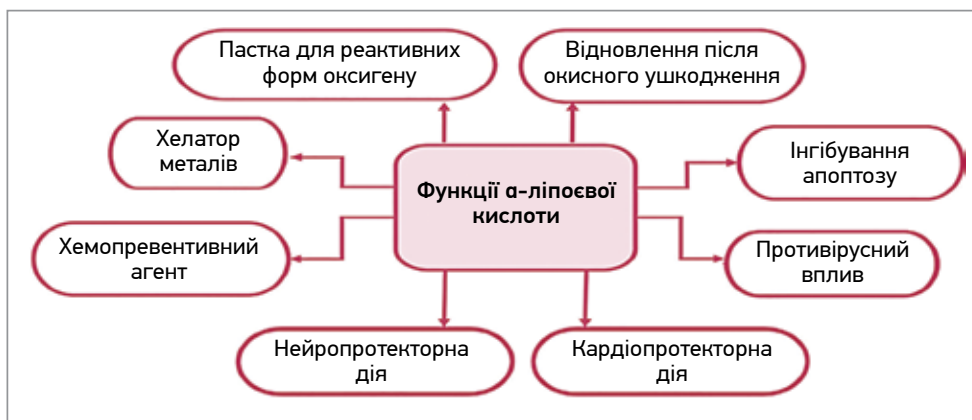 Пастка для реактивних
форм оксигену
Відновлення після
окисного ушкодження
Хелатор
металів
Функції α-ліпоєвої
кислоти
Інгібування
апоптозу
Хемопревентивний
агент
Противірусний
вплив
Нейропротекторна
дія
Кардіопротекторна
дія